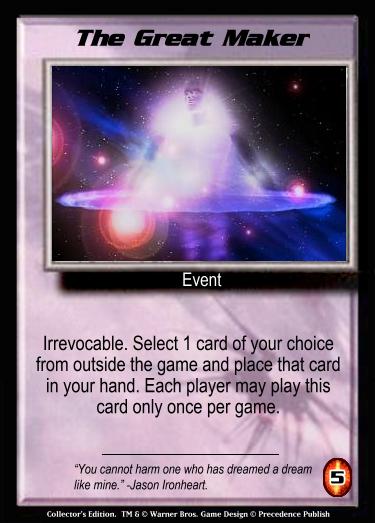 The Great Maker
Event
Irrevocable. Select 1 card of your choice
from outside the game and place that card
in your hand. Each player may play this
card only once per game.
“You cannot harm one who has dreamed a dream
like mine.” -Jason Ironheart.
5
Collector's Edition. TM & © Warner Bros. Game Design © Precedence Publish